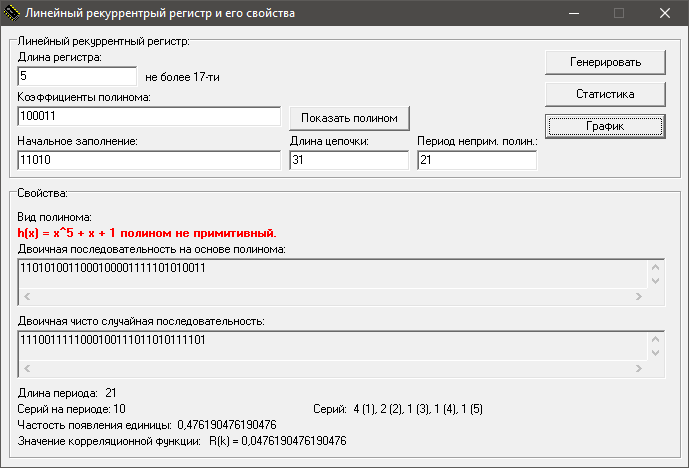 Линейный рекуррентрый регистр и его свойства
Линейный рекуррентный регистр:
Длина регистра:
5 не более 17-ти
Генерировать
Коэффициенты полинома:
100011 Показать полином
Статистика
График
Начальное заполнение: Длина цепочки: Период неприм. полин.:
11010 31 21
Свойства:
Вид полинома:
h(x) = x^5 + x + 1 полином не примитивный.
Двоичная последовательность на основе полинома:
1101010011000100001111101010011
Двоичная чисто случайная последовательность:
1110011111000100111011010111101
Длина периода: 21
Серий на периоде: 10 Серий: 4 (1), 2 (2), 1 (3), 1 (4), 1 (5)
Частость появления единицы: 0,476190476190476
Значение корреляционной функции: R(k) = 0,0476190476190476